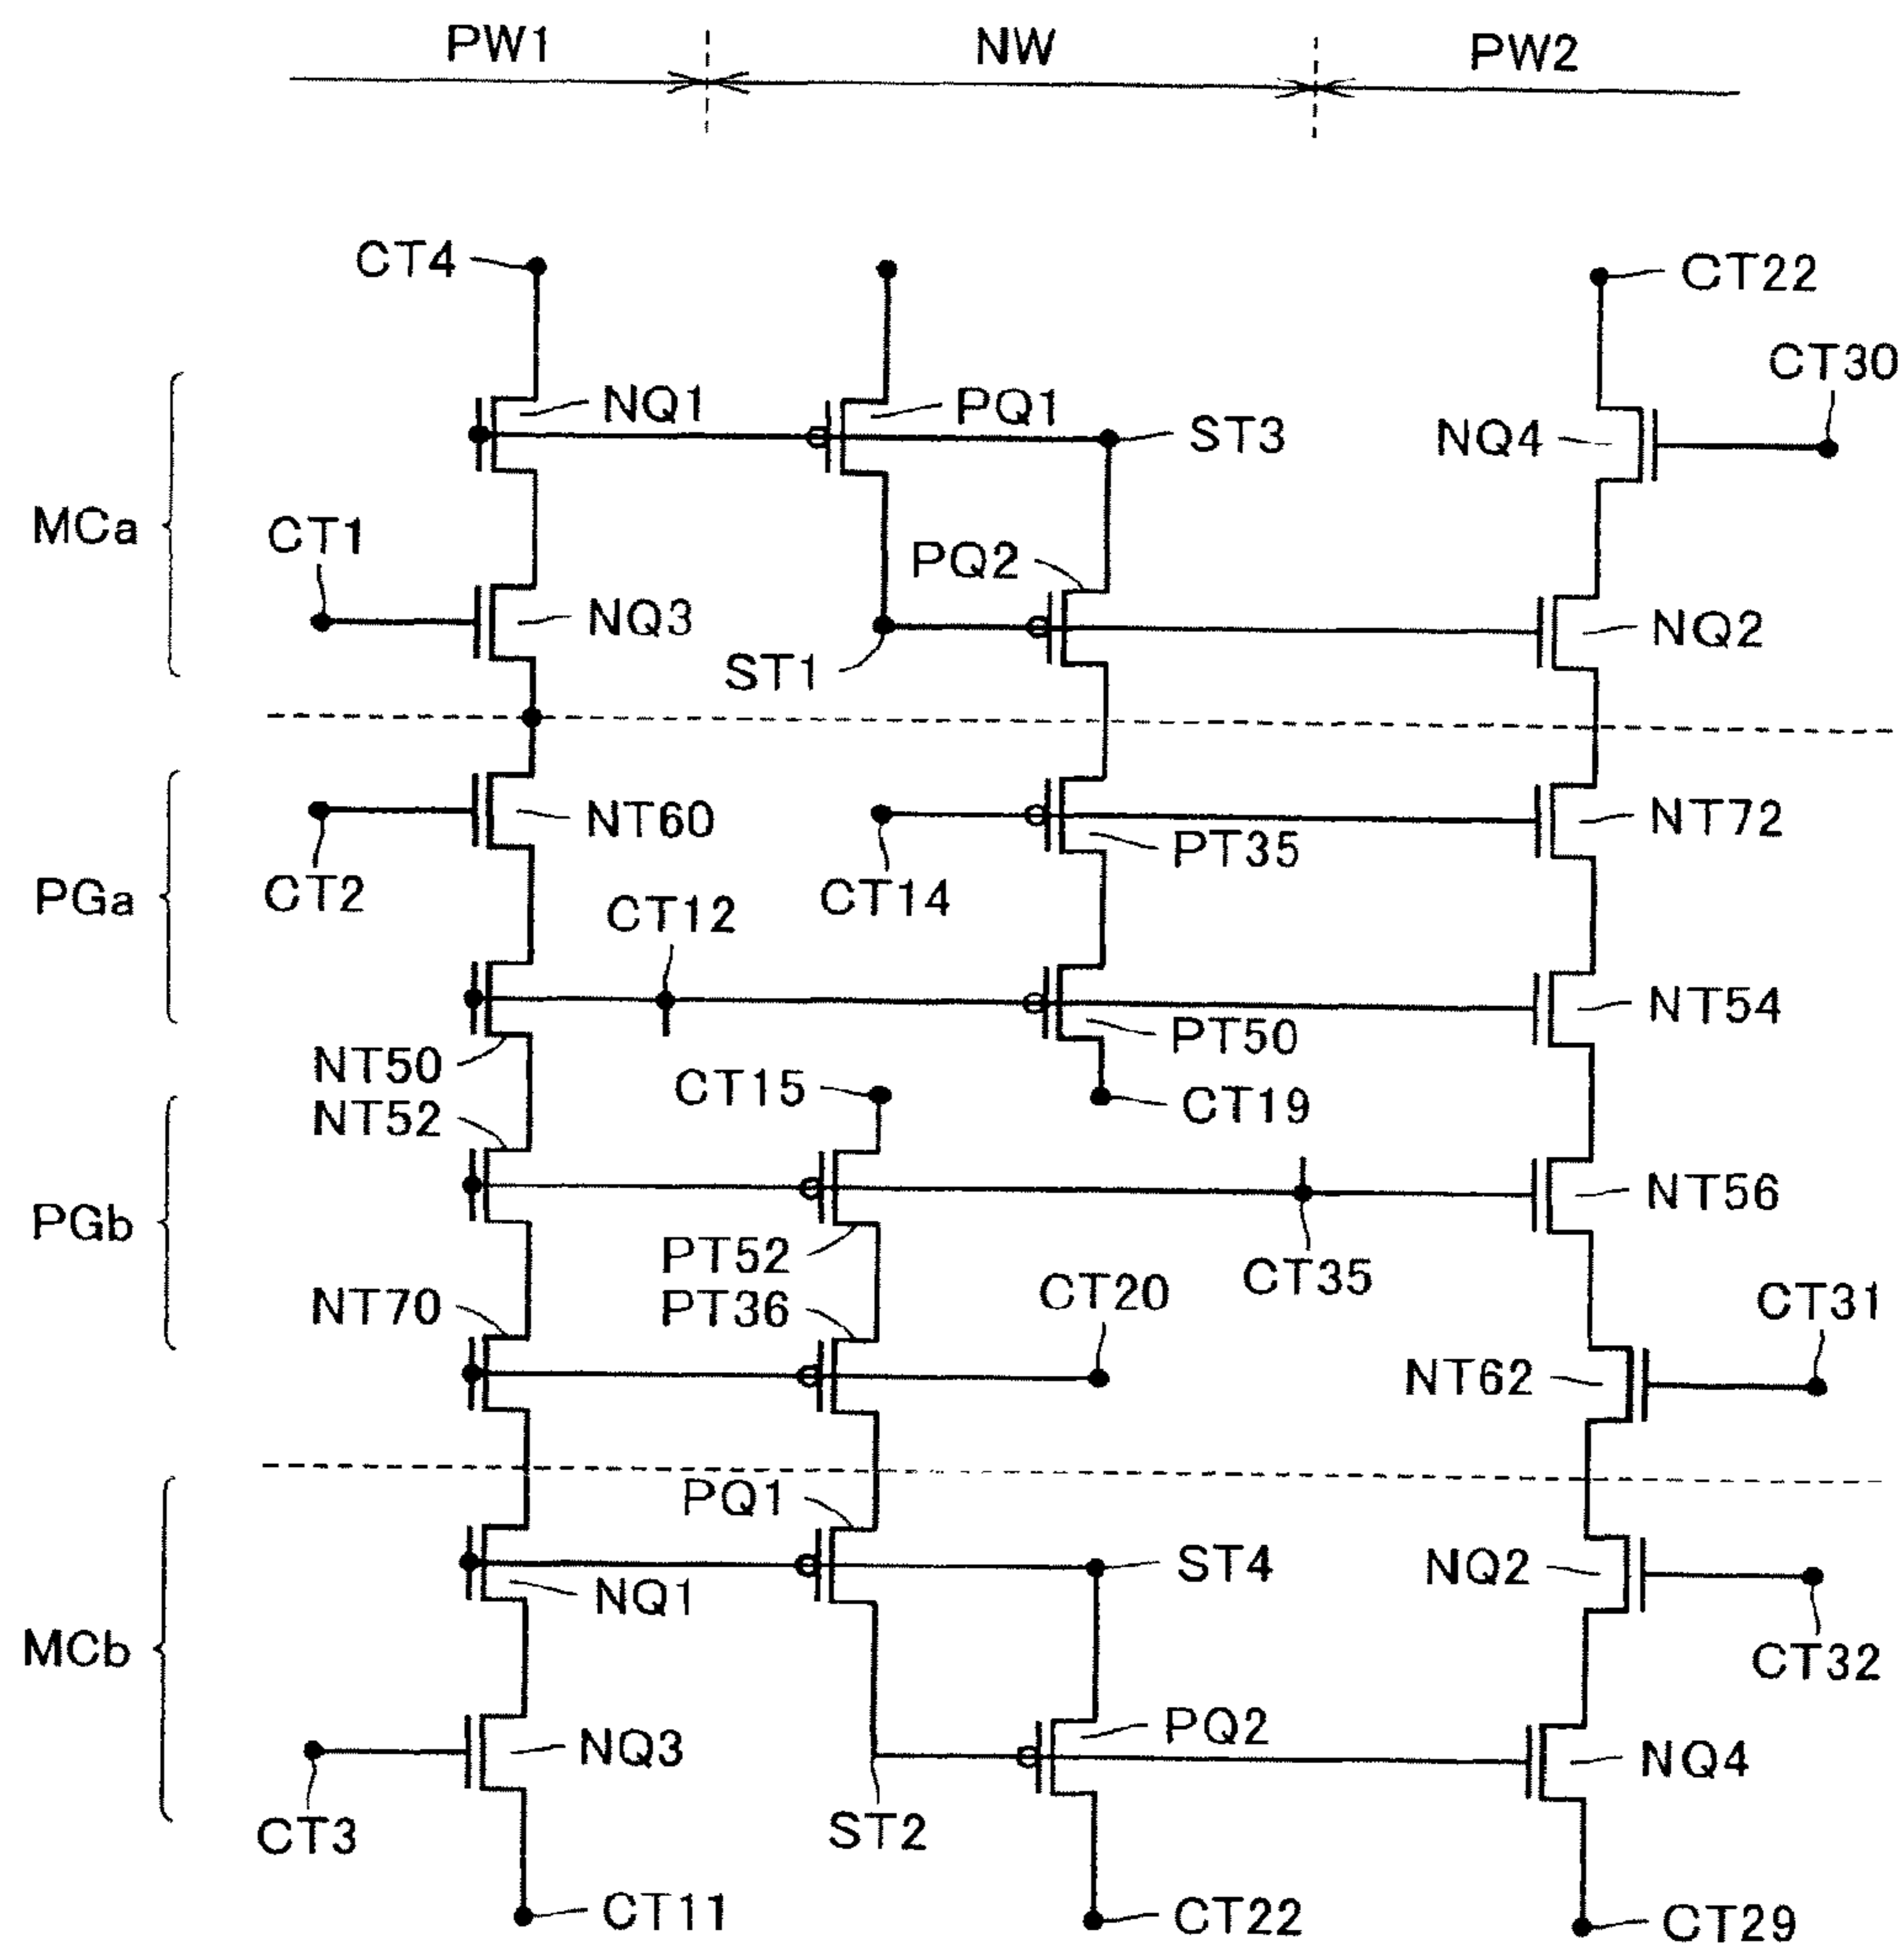 PW1
NW
PW2
CT4
CT22
CT30
NQ1
PQ1
ST3
NQ4
MCa
CT1
PQ2
NQ3
ST1
NQ2
NT60
PT35
NT72
PGa
CT2
CT12
CT14
NT50
PT50
NT54
NT52
CT15
CT19
PGb
NT56
PT52
CT35
NT70
PT36
CT20
CT31
NT62
PQ1
NQ1
ST4
NQ2
MCb
CT32
NQ3
PQ2
NQ4
CT3
ST2
CT11
CT22
CT29